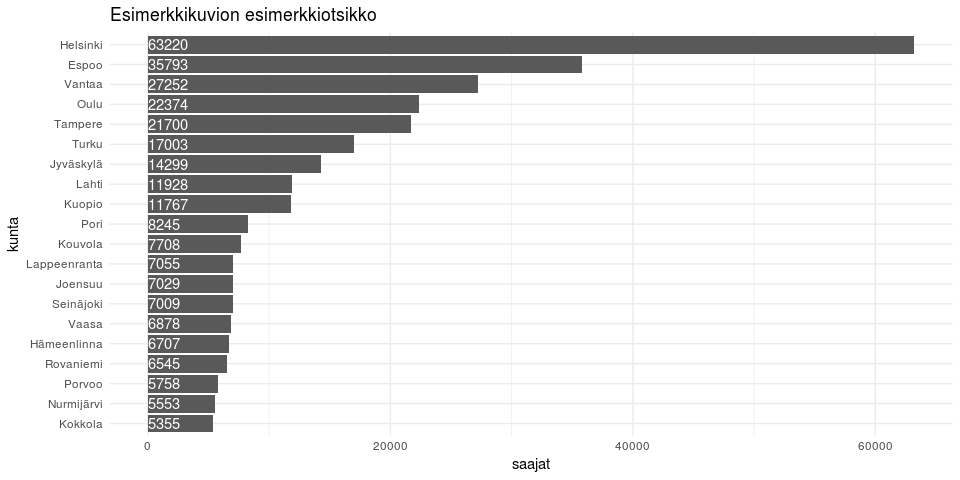 Esimerkkikuvion esimerkkiotsikko
Helsinki 63220
Espoo 35793
Vantaa 27252
Oulu 22374
Tampere 21700
Turku 17003
Jyväskylä 14299
Lahti 11928
Kuopio 11767
Pori 8245
Kouvola 7708
Lappeenranta 7055
Joensuu 7029
Seinäjoki 7009
Vaasa 6878
Hämeenlinna 6707
Rovaniemi 6545
Porvoo 5758
Nurmijärvi 5553
Kokkola 5355
kunta
0 20000 40000 60000
saajat